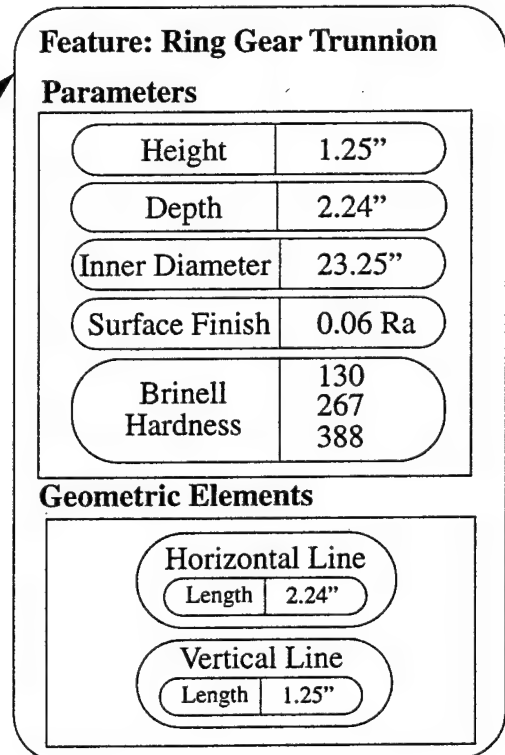 Feature: Ring Gear Trunnion
Parameters
Height 1.25”
Depth 2.24”
Inner Diameter 23.25”
Surface Finish 0.06 Ra
Brinell Hardness 130
267
388
Geometric Elements
Horizontal Line
Length 2.24”
Vertical Line
Length 1.25”